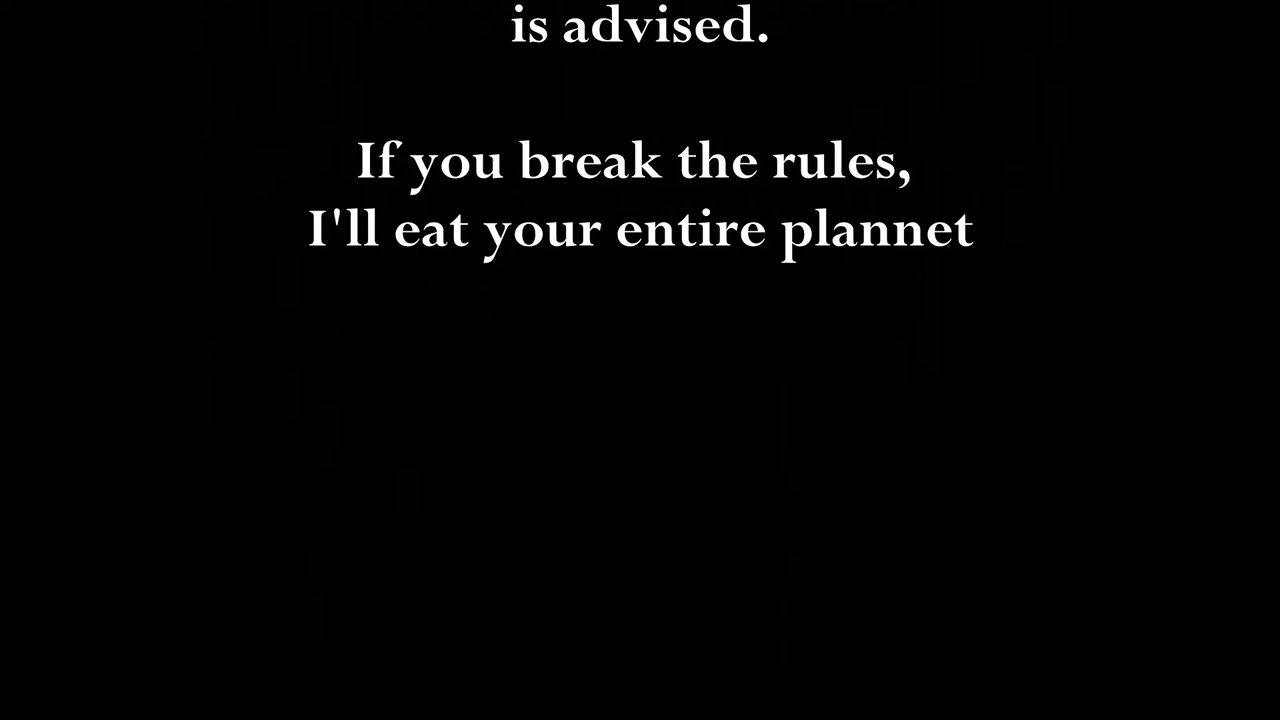 is advised.
If you break the rules,
I'll eat your entire plannet